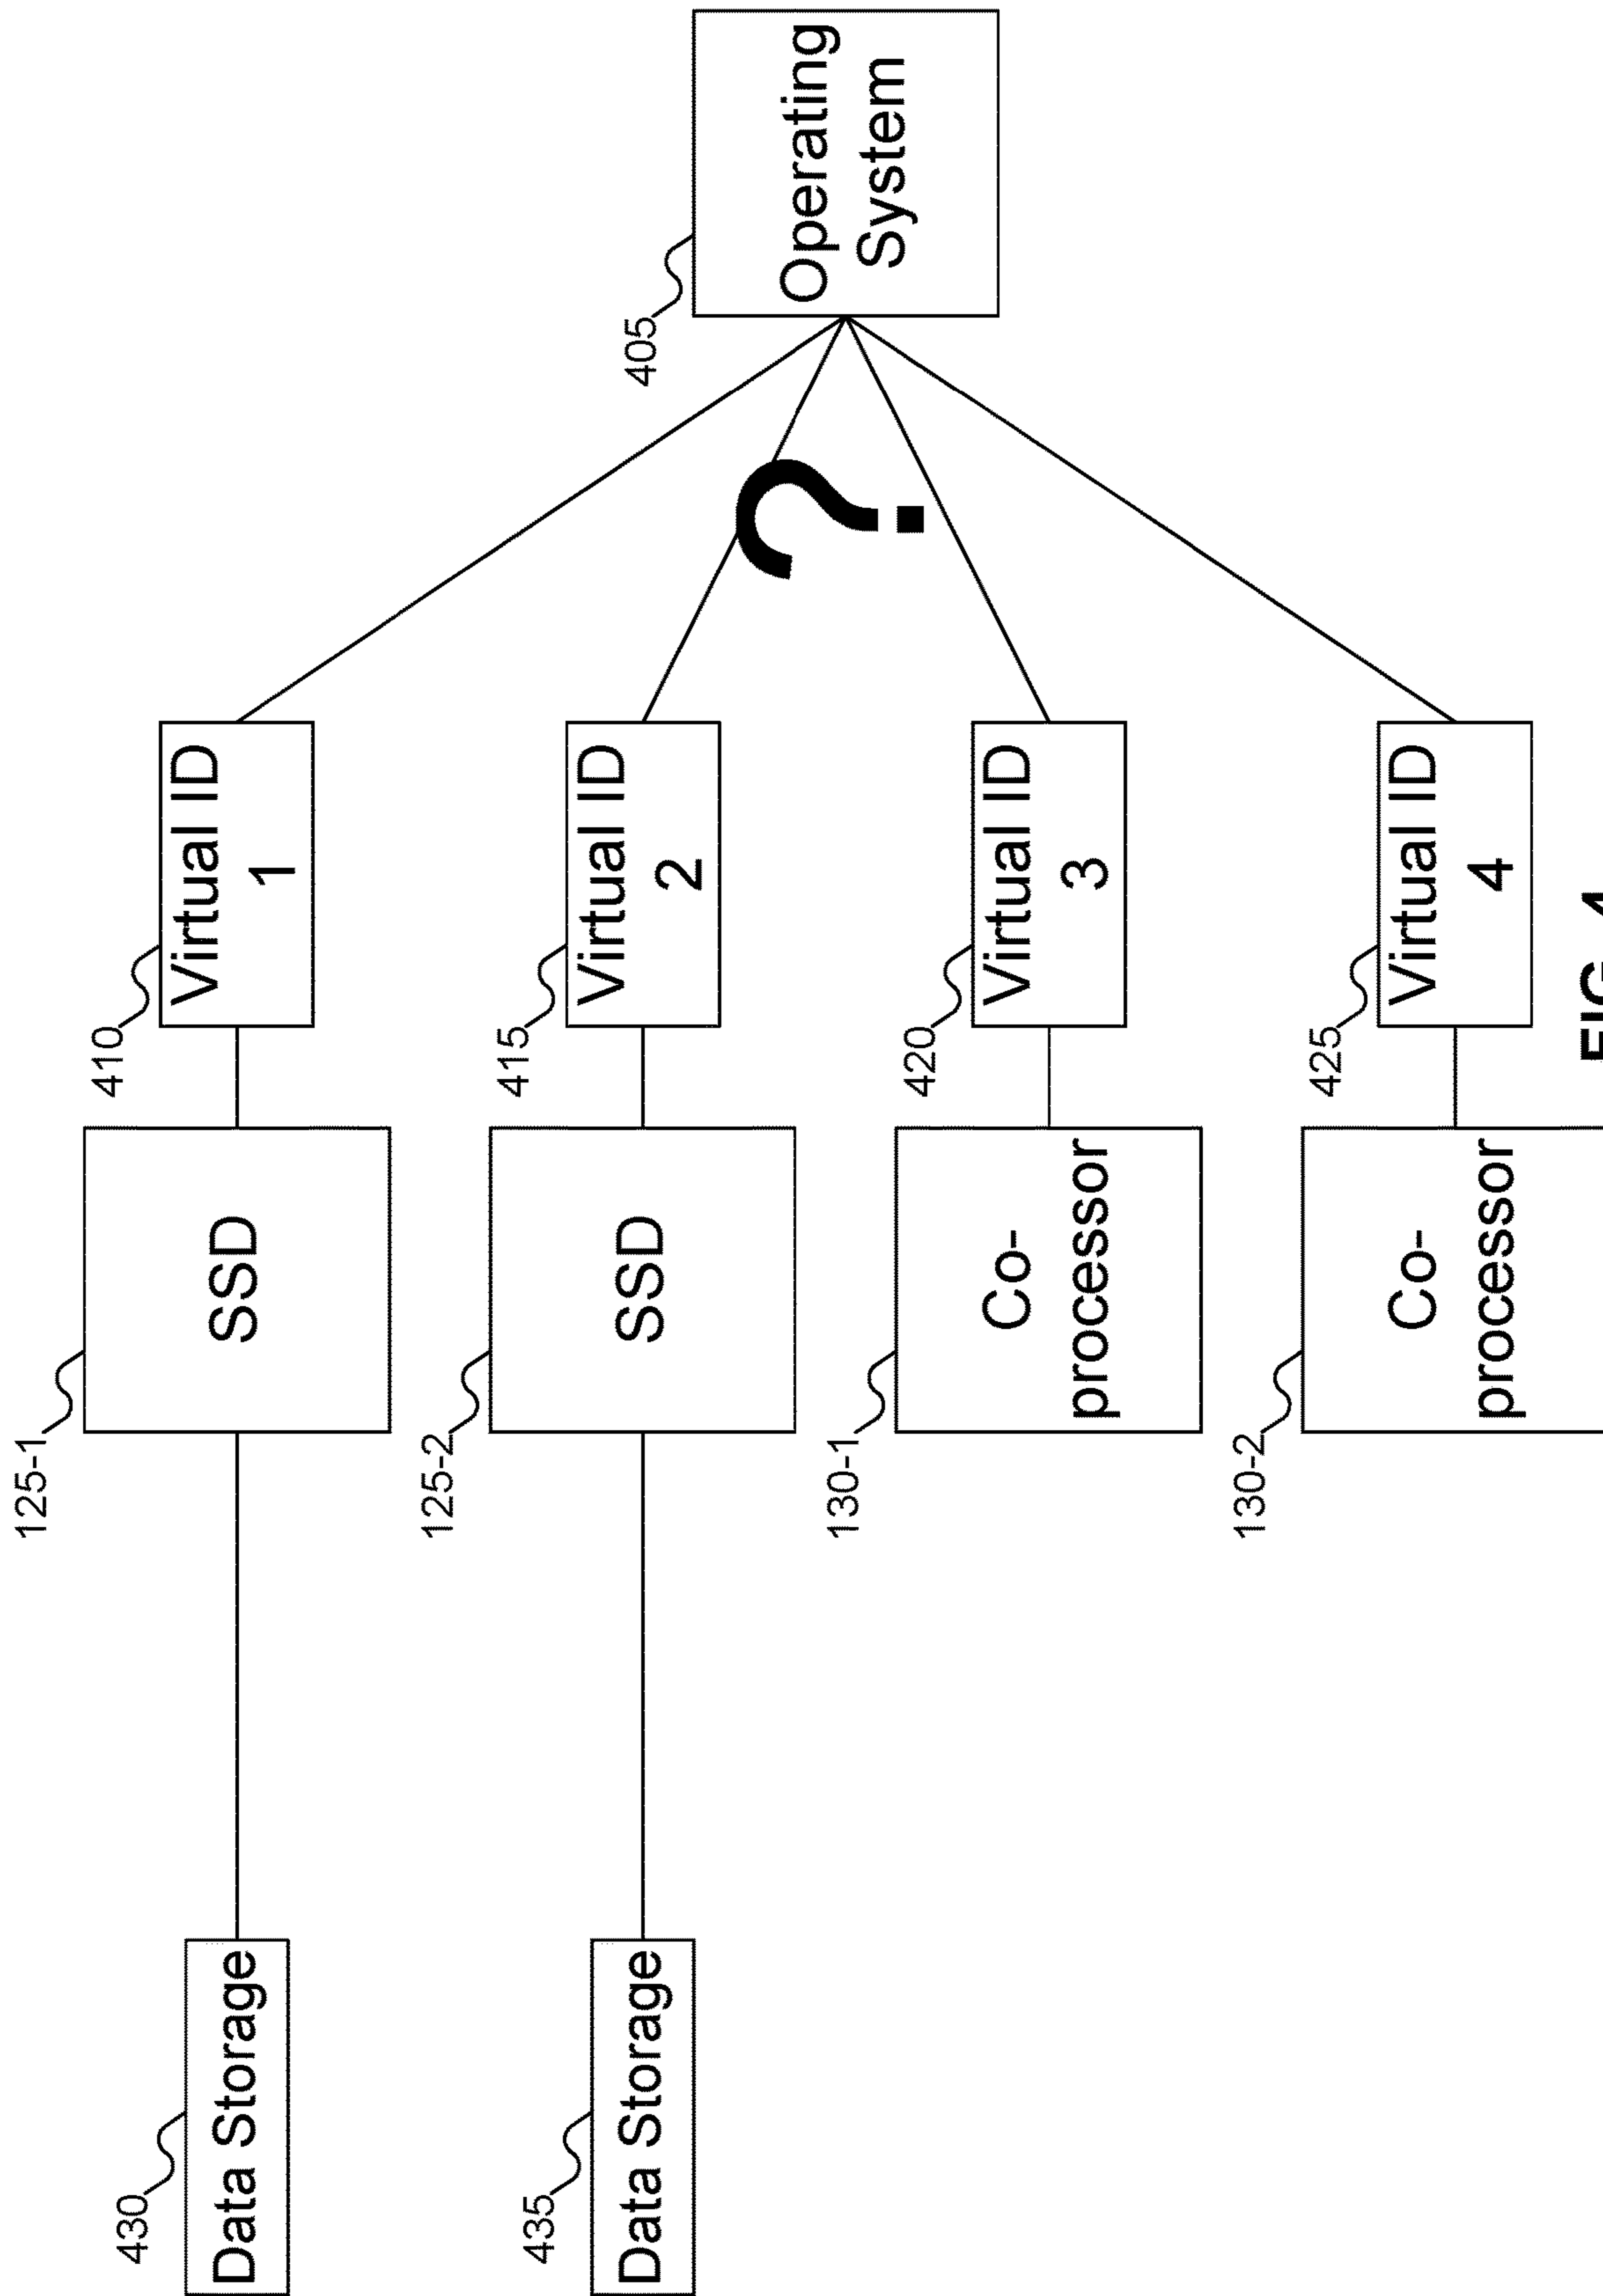 125-1
410
430
Data Storage
SSD
Virtual ID
1
125-2
415
435
Data Storage
SSD
Virtual ID
2
405
Operating
System
?
130-1
420
Co-
processor
Virtual ID
3
130-2
425
Co-
processor
Virtual ID
4
FIG. 4